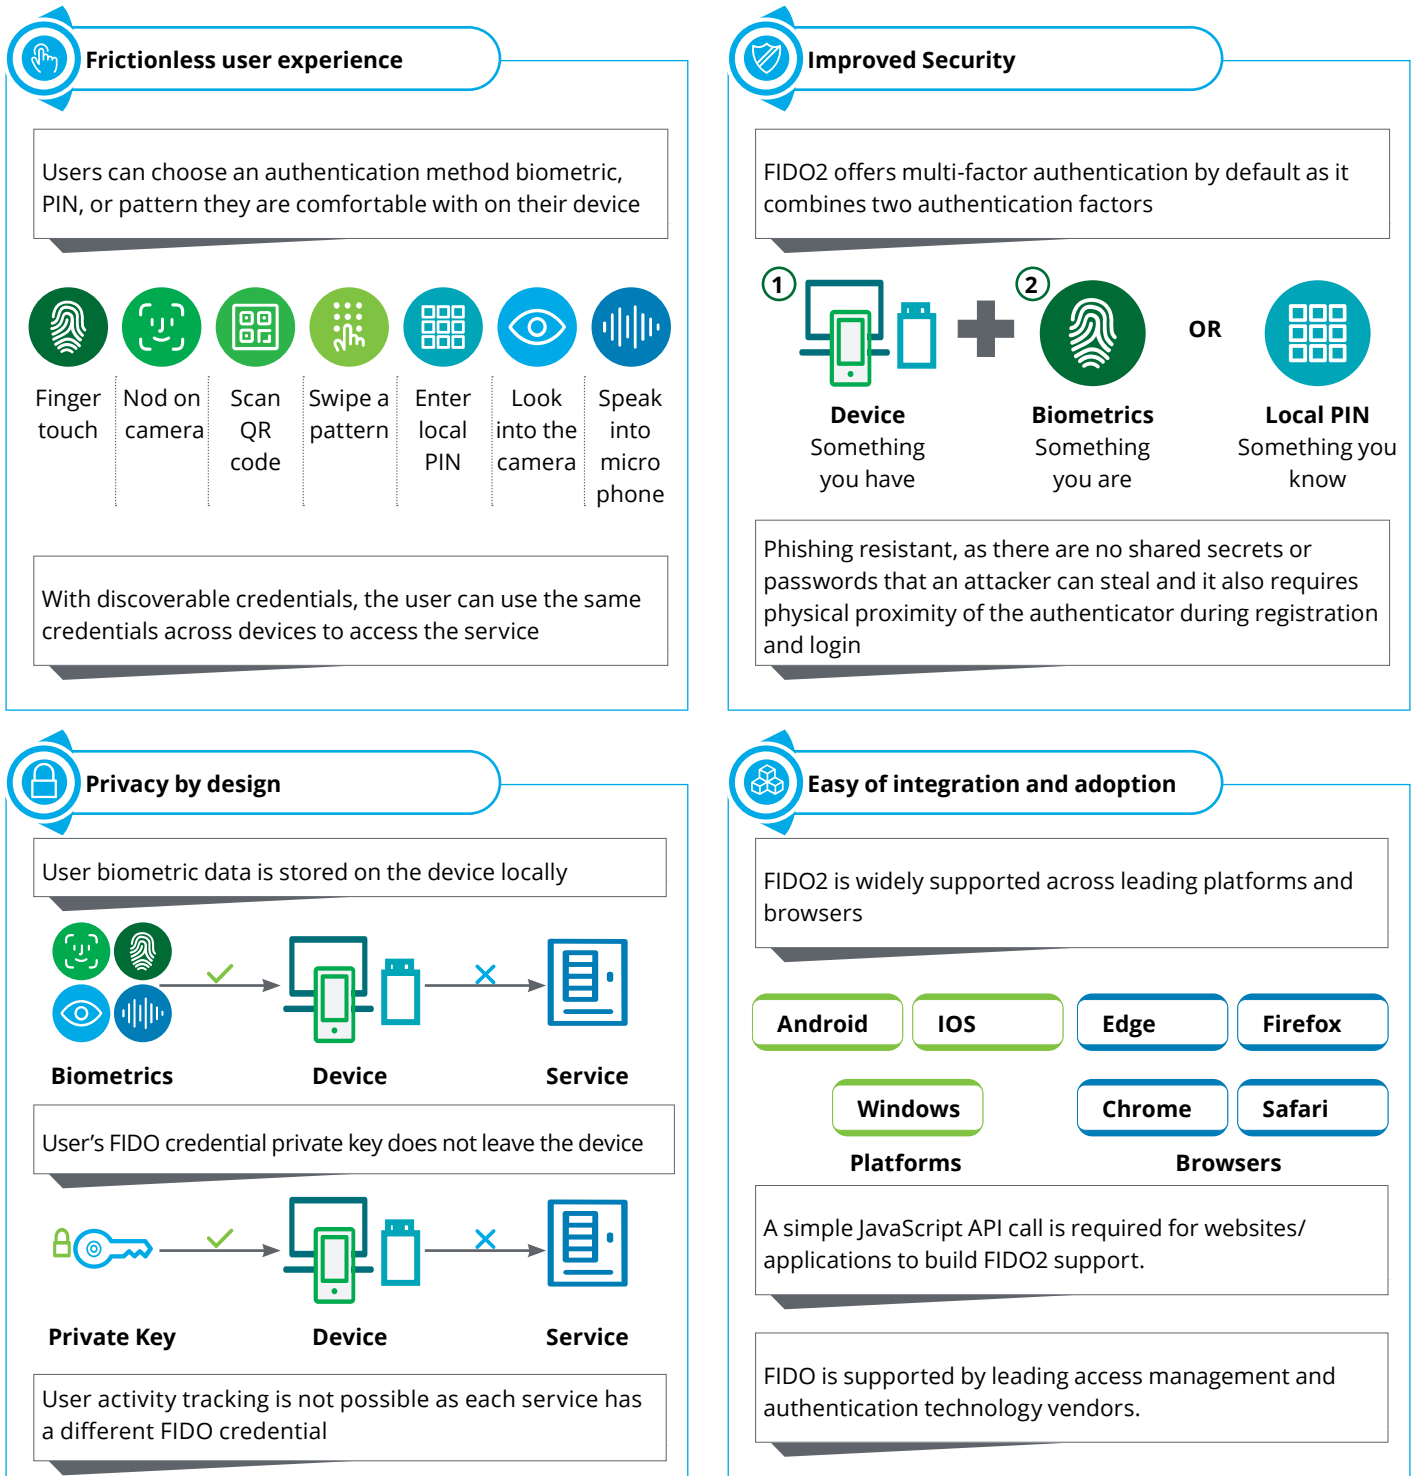 Frictionless user experience
Users can choose an authentication method biometric,
PIN, or pattern they are comfortable with on their device
Finger
touch
Nod on
camera
Scan
QR
code
Swipe a
pattern
Enter
local
PIN
Look
into the
camera
Speak
into
micro
phone
With discoverable credentials, the user can use the same
credentials across devices to access the service
Improved Security
FIDO2 offers multi-factor authentication by default as it
combines two authentication factors
1
2
OR
Device
Something
you have
Biometrics
Something
you are
Local PIN
Something you
know
Phishing resistant, as there are no shared secrets or
passwords that an attacker can steal and it also requires
physical proximity of the authenticator during registration
and login
Privacy by design
User biometric data is stored on the device locally
Biometrics
Device
Service
User’s FIDO credential private key does not leave the device
Private Key
Device
Service
User activity tracking is not possible as each service has
a different FIDO credential
Easy of integration and adoption
FIDO2 is widely supported across leading platforms and
browsers
Android
IOS
Windows
Platforms
Edge
Firefox
Chrome
Safari
Browsers
A simple JavaScript API call is required for websites/
applications to build FIDO2 support.
FIDO is supported by leading access management and
authentication technology vendors.